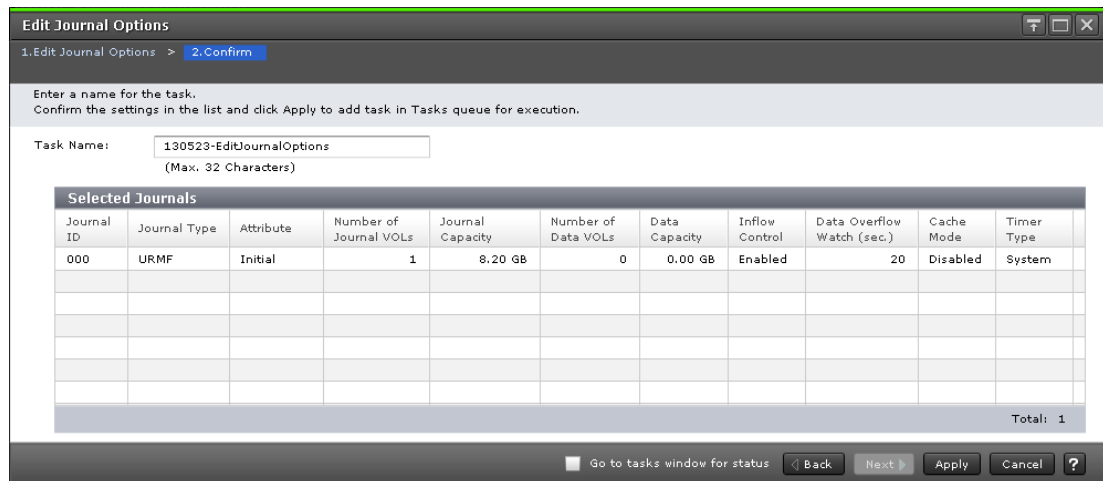 Edit Journal Options
1.Edit Journal Options > 2.Confirm
Enter a name for the task.
Confirm the settings in the list and click Apply to add task in Tasks queue for execution.
Task Name: 130523-EditJournalOptions
(Max. 32 Characters)
Selected Journals
Journal ID Journal Type Attribute Number of Journal VOLs Journal Capacity Number of Data VOLs Data Capacity Inflow Control Data Overflow Watch (sec.) Cache Mode Timer Type
000 URMF Initial 1 8.20 GB 0 0.00 GB Enabled 20 Disabled System
Total: 1
Go to tasks window for status Back Next Apply Cancel ?